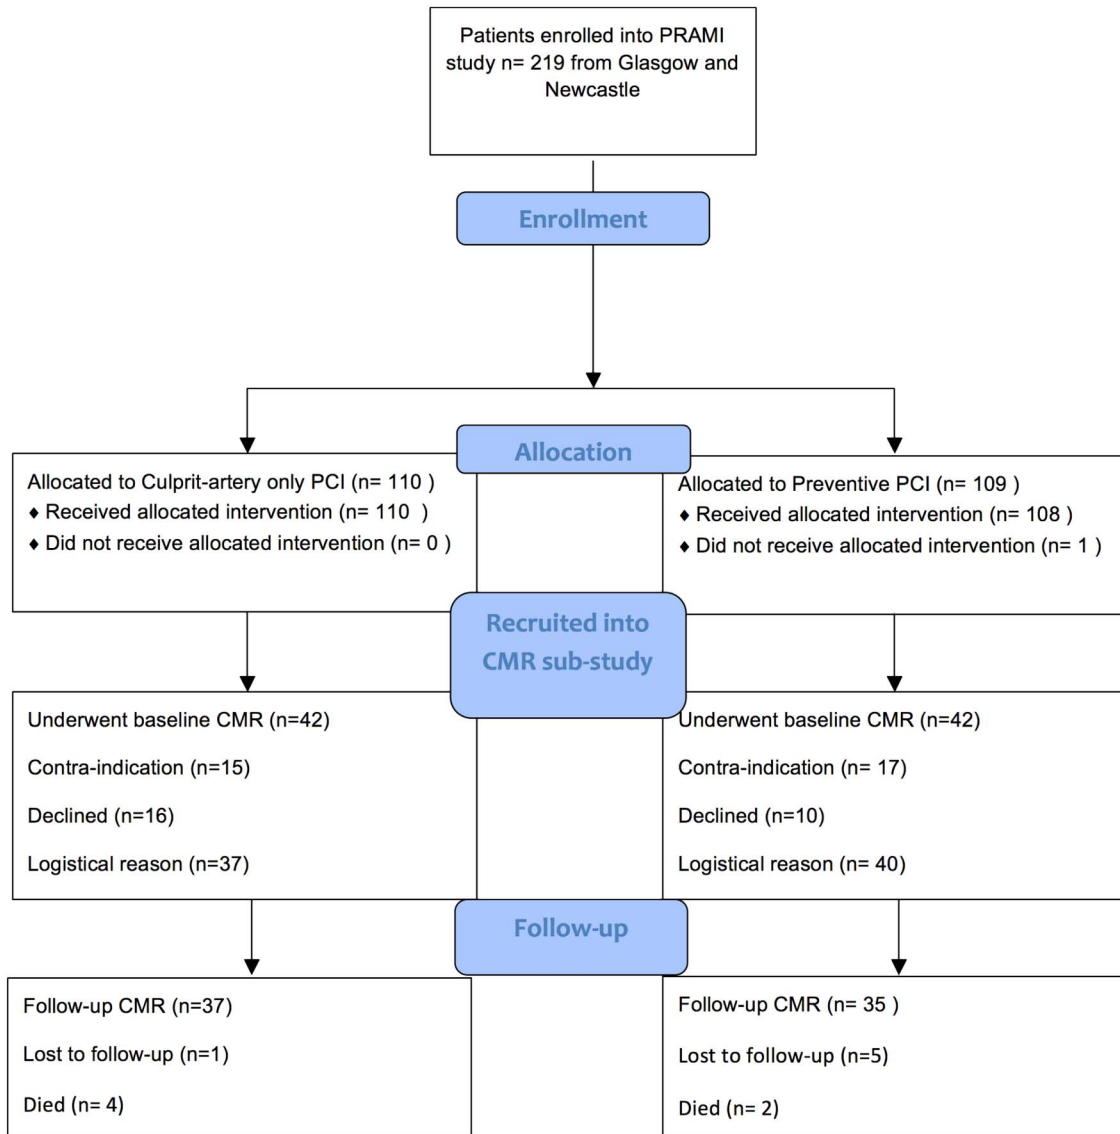 Patients enrolled into PRAMI
study n= 219 from Glasgow and
Newcastle
Enrollment
Allocation
Allocated to Culprit-artery only PCI (n= 110 )
♦ Received allocated intervention (n= 110 )
♦ Did not receive allocated intervention (n= 0 )
Allocated to Preventive PCI (n= 109 )
♦ Received allocated intervention (n= 108 )
♦ Did not receive allocated intervention (n= 1 )
Recruited into
CMR sub-study
Underwent baseline CMR (n=42)
Contra-indication (n=15)
Declined (n=16)
Logistical reason (n=37)
Underwent baseline CMR (n=42)
Contra-indication (n= 17)
Declined (n=10)
Logistical reason (n= 40)
Follow-up
Follow-up CMR (n=37)
Lost to follow-up (n=1)
Died (n= 4)
Follow-up CMR (n= 35 )
Lost to follow-up (n=5)
Died (n= 2)